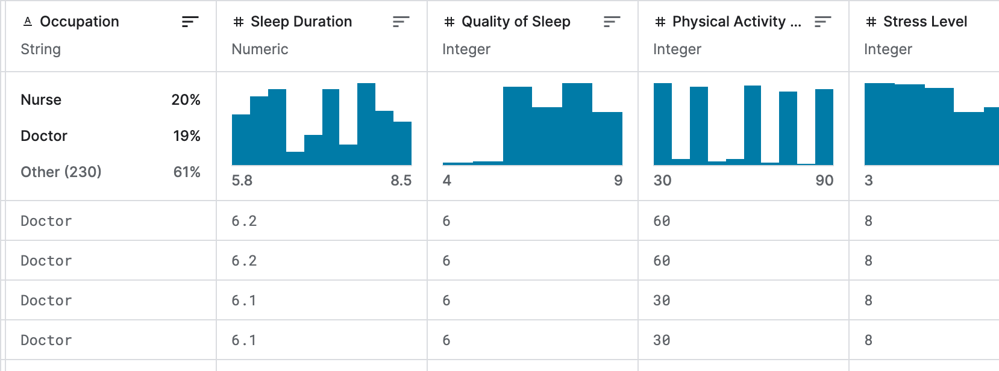 A Occupation # Sleep Duration # Quality of Sleep # Physical Activity ... # Stress Level
String Numeric Integer Integer Integer
Nurse 20%
Doctor 19%
Other (230) 61%
5.8 8.5 4 9 30 90 3
Doctor 6.2 6 60 8
Doctor 6.2 6 60 8
Doctor 6.1 6 30 8
Doctor 6.1 6 30 8